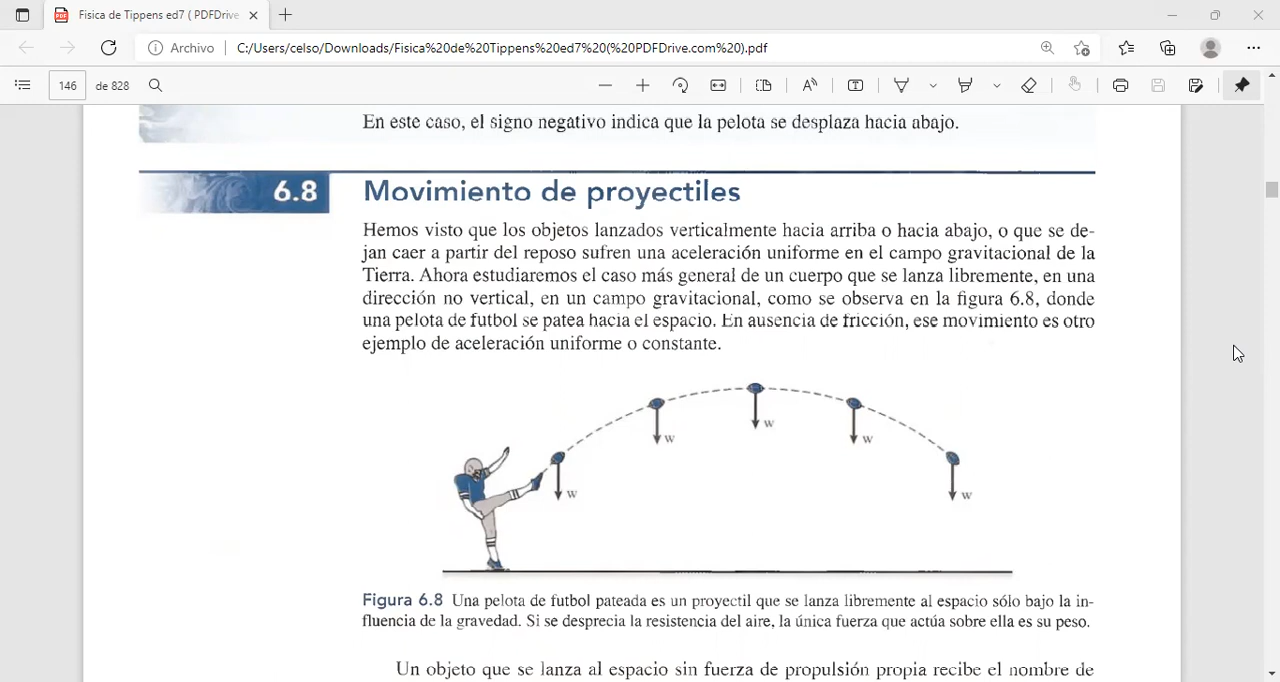 Fisica de Tippens ed7 ( PDFDrive
Archivo
C:/Users/celso/Downloads/Fisica%20de%20Tippens%20ed7%20(%20PDFDrive.com%20).pdf
146 de 828
En este caso, el signo negativo indica que la pelota se desplaza hacia abajo.
6.8 Movimiento de proyectiles
Hemos visto que los objetos lanzados verticalmente hacia arriba o hacia abajo, o que se de-
jan caer a partir del reposo sufren una aceleración uniforme en el campo gravitacional de la
Tierra. Ahora estudiaremos el caso más general de un cuerpo que se lanza libremente, en una
dirección no vertical, en un campo gravitacional, como se observa en la figura 6.8, donde
una pelota de futbol se patea hacia el espacio. En ausencia de fricción, ese movimiento es otro
ejemplo de aceleración uniforme o constante.
w
w
w
w
w
Figura 6.8 Una pelota de futbol pateada es un proyectil que se lanza libremente al espacio sólo bajo la in-
fluencia de la gravedad. Si se desprecia la resistencia del aire, la única fuerza que actúa sobre ella es su peso.
Un objeto que se lanza al espacio sin fuerza de propulsión propia recibe el nombre de